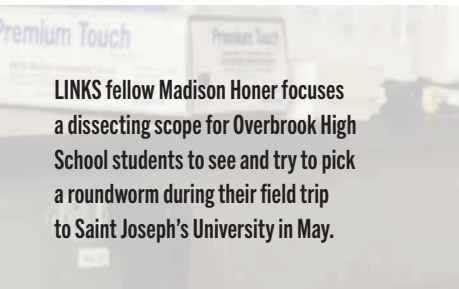 Premium Touch
Premium Touch
LINKS fellow Madison Honer focuses
a dissecting scope for Overbrook High
School students to see and try to pick
a roundworm during their field trip
to Saint Joseph’s University in May.